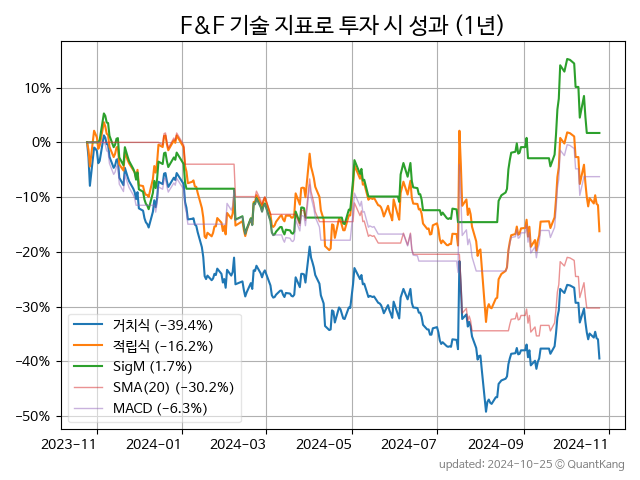 F&F 기술 지표로 투자 시 성과 (1년)
10%
0%
−10%
−20%
−30%
−40%
−50%
거치식 (−39.4%)
적립식 (−16.2%)
SigM (1.7%)
SMA(20) (−30.2%)
MACD (−6.3%)
2023-11 2024-01 2024-03 2024-05 2024-07 2024-09 2024-11
updated: 2024-10-25 © QuantKang